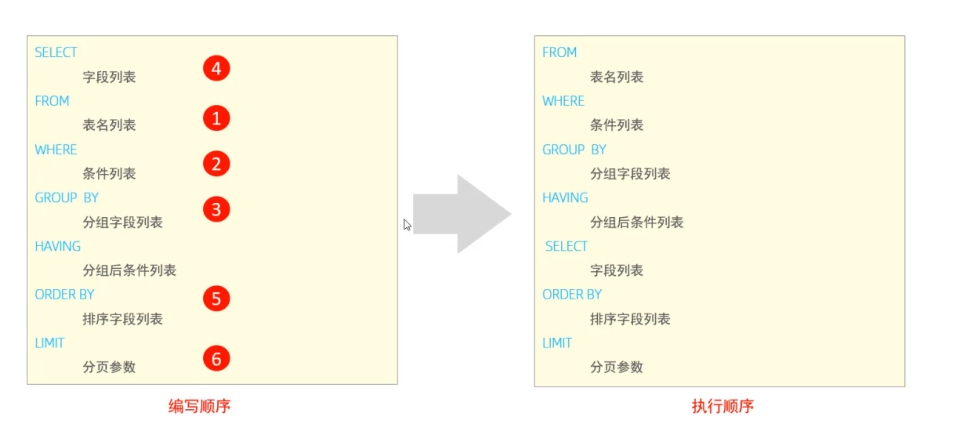 SELECT
字段列表
4
FROM
表名列表
1
WHERE
条件列表
2
GROUP BY
分组字段列表
3
HAVING
分组后条件列表
ORDER BY
排序字段列表
5
LIMIT
分页参数
6
编写顺序
FROM
表名列表
WHERE
条件列表
GROUP BY
分组字段列表
HAVING
分组后条件列表
SELECT
字段列表
ORDER BY
排序字段列表
LIMIT
分页参数
执行顺序